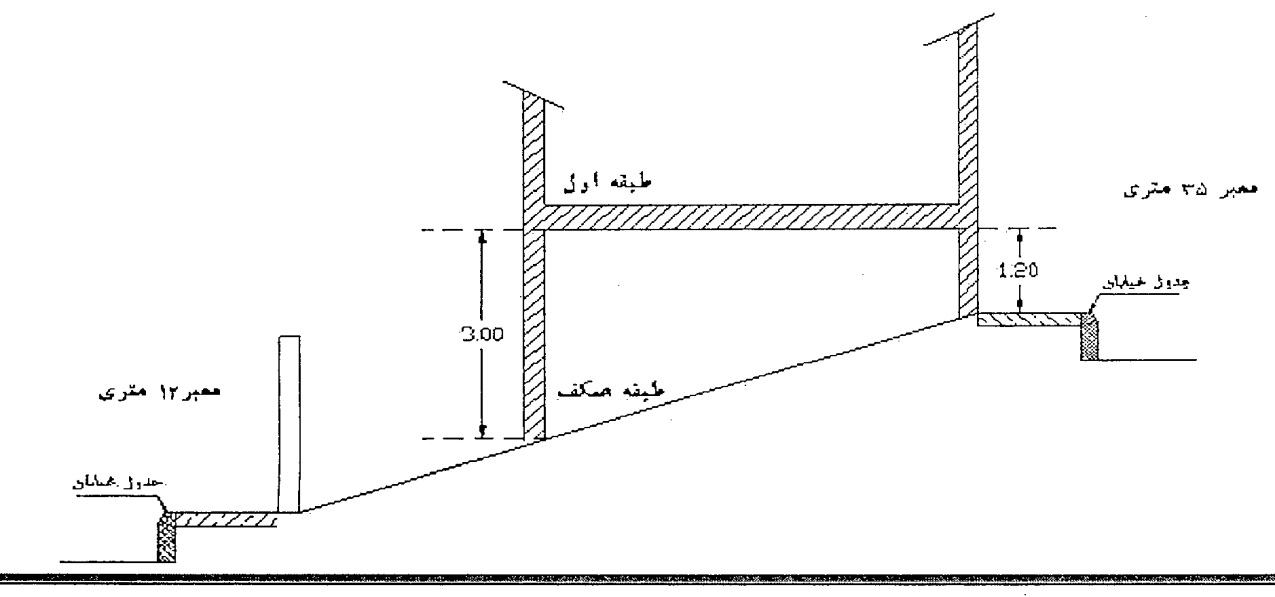 طبقه اول
معبر ۳۵ متری
1.20
جدول خیابان
3.00
طبقه همکف
معبر ۱۲ متری
جدول خیابان